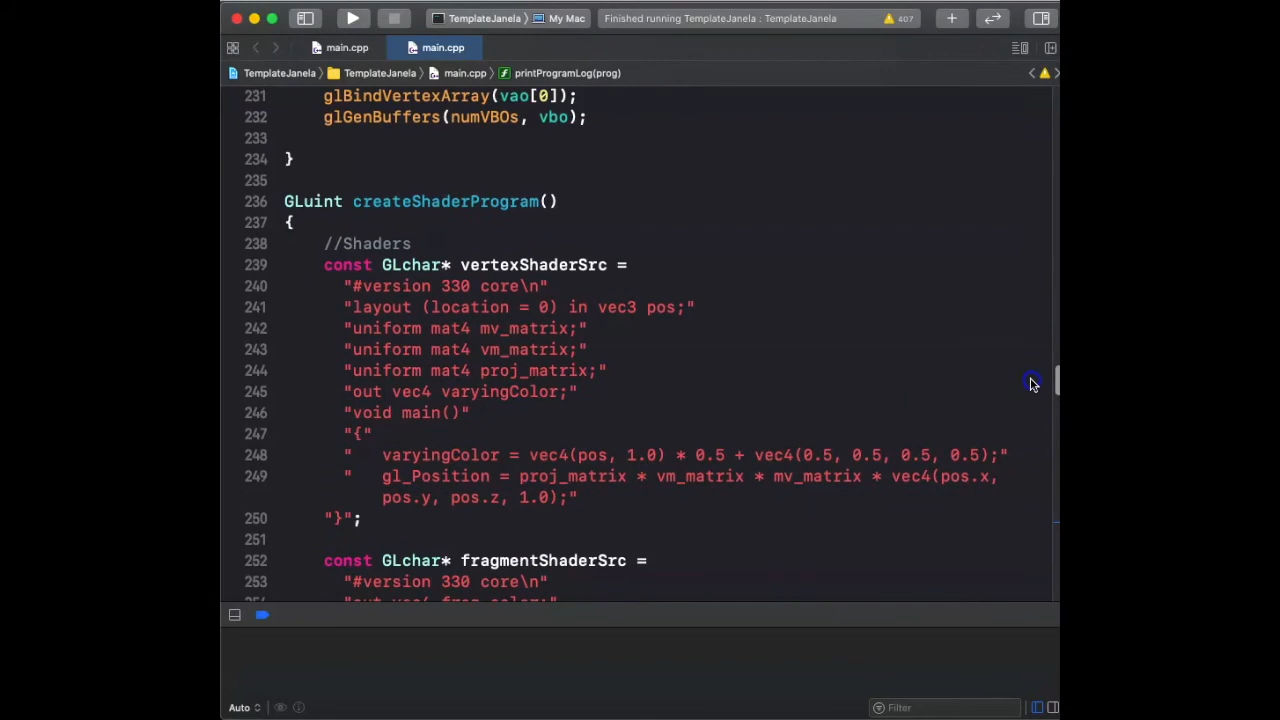 TemplateJanela 〉 My Mac
Finished running TemplateJanela : TemplateJanela
407
main.cpp
main.cpp
TemplateJanela 〉 TemplateJanela 〉 main.cpp 〉 printProgramLog(prog)
231 glBindVertexArray(vao[0]);
232 glGenBuffers(numVBOs, vbo);
233
234 }
235
236 GLuint createShaderProgram()
237 {
238 //Shaders
239 const GLchar* vertexShaderSrc =
240 "#version 330 core\n"
241 "layout (location = 0) in vec3 pos;"
242 "uniform mat4 mv_matrix;"
243 "uniform mat4 vm_matrix;"
244 "uniform mat4 proj_matrix;"
245 "out vec4 varyingColor;"
246 "void main()"
247 "{"
248 " varyingColor = vec4(pos, 1.0) * 0.5 + vec4(0.5, 0.5, 0.5, 0.5);"
249 " gl_Position = proj_matrix * vm_matrix * mv_matrix * vec4(pos.x,
pos.y, pos.z, 1.0);"
250 "}";
251
252 const GLchar* fragmentShaderSrc =
253 "#version 330 core\n"
Auto
Filter